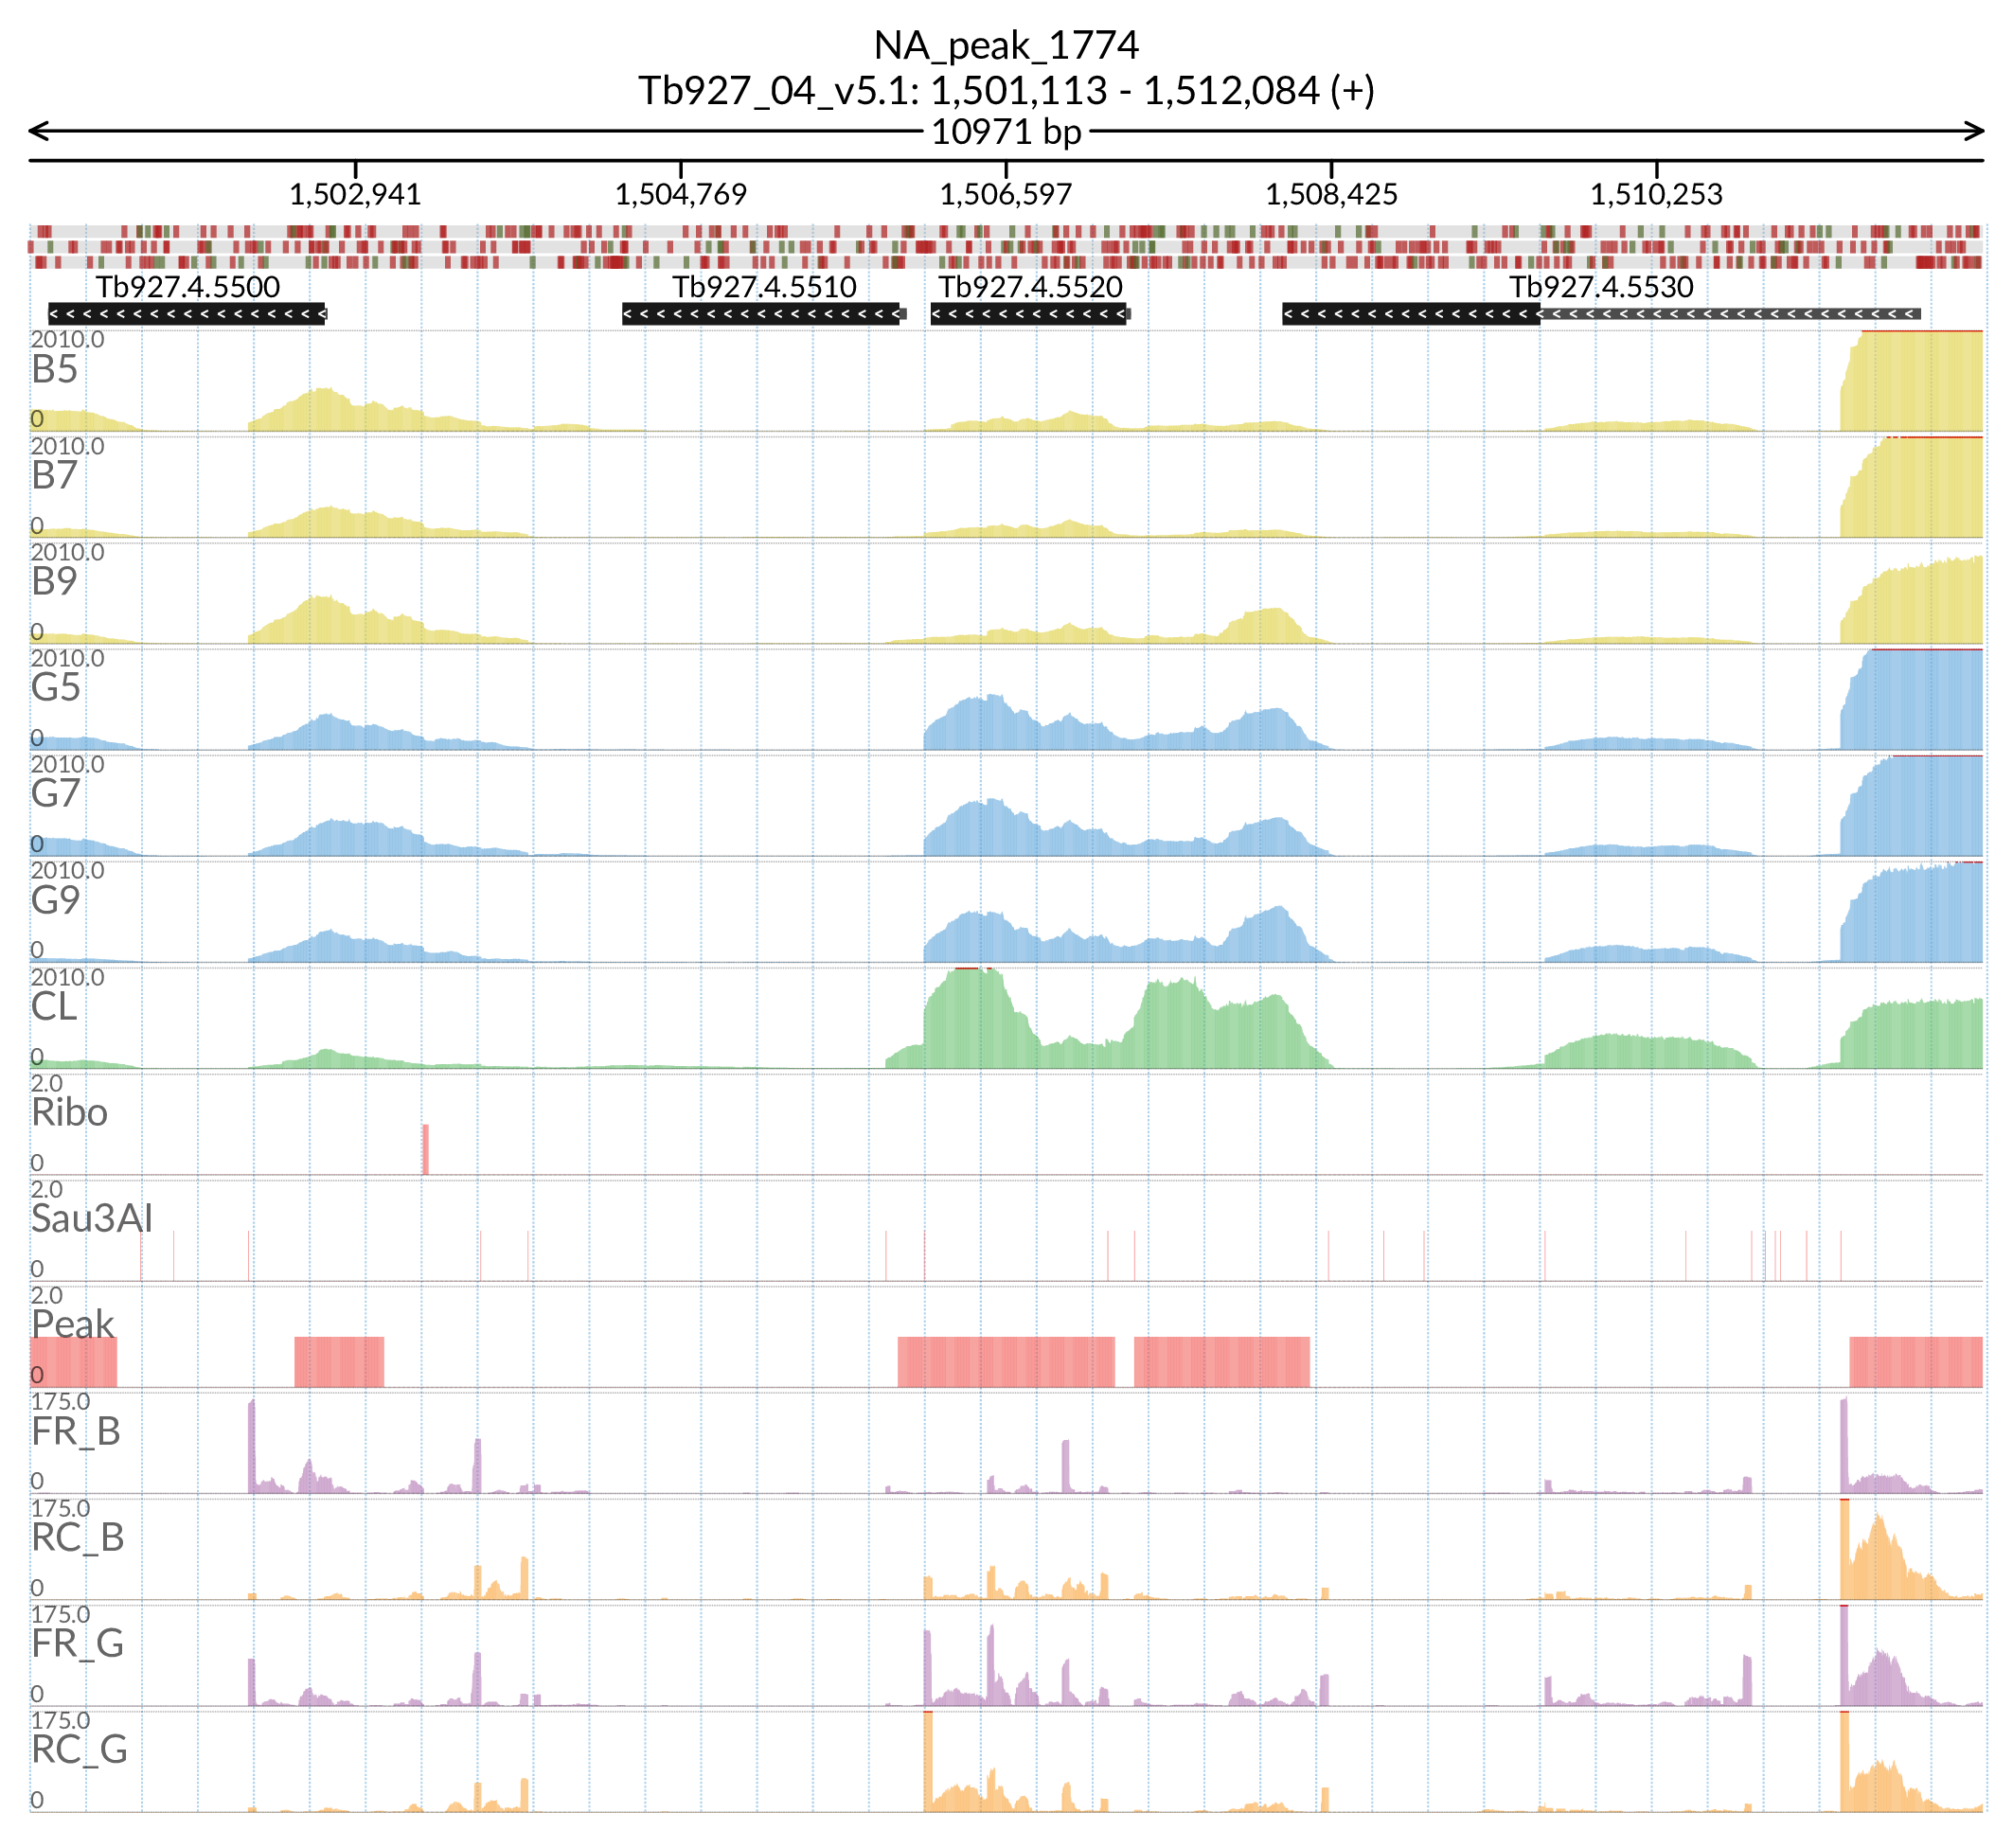 NA_peak_1774
Tb927_04_v5.1: 1,501,113 - 1,512,084 (+)
10971 bp
1,502,941 1,504,769 1,506,597 1,508,425 1,510,253
Tb927.4.5500 Tb927.4.5510 Tb927.4.5520 Tb927.4.5530
2010.0
B5
0
2010.0
B7
0
2010.0
B9
0
2010.0
G5
0
2010.0
G7
0
2010.0
G9
0
2010.0
CL
0
2.0
Ribo
0
2.0
Sau3AI
0
2.0
Peak
0
175.0
FR_B
0
175.0
RC_B
0
175.0
FR_G
0
175.0
RC_G
0